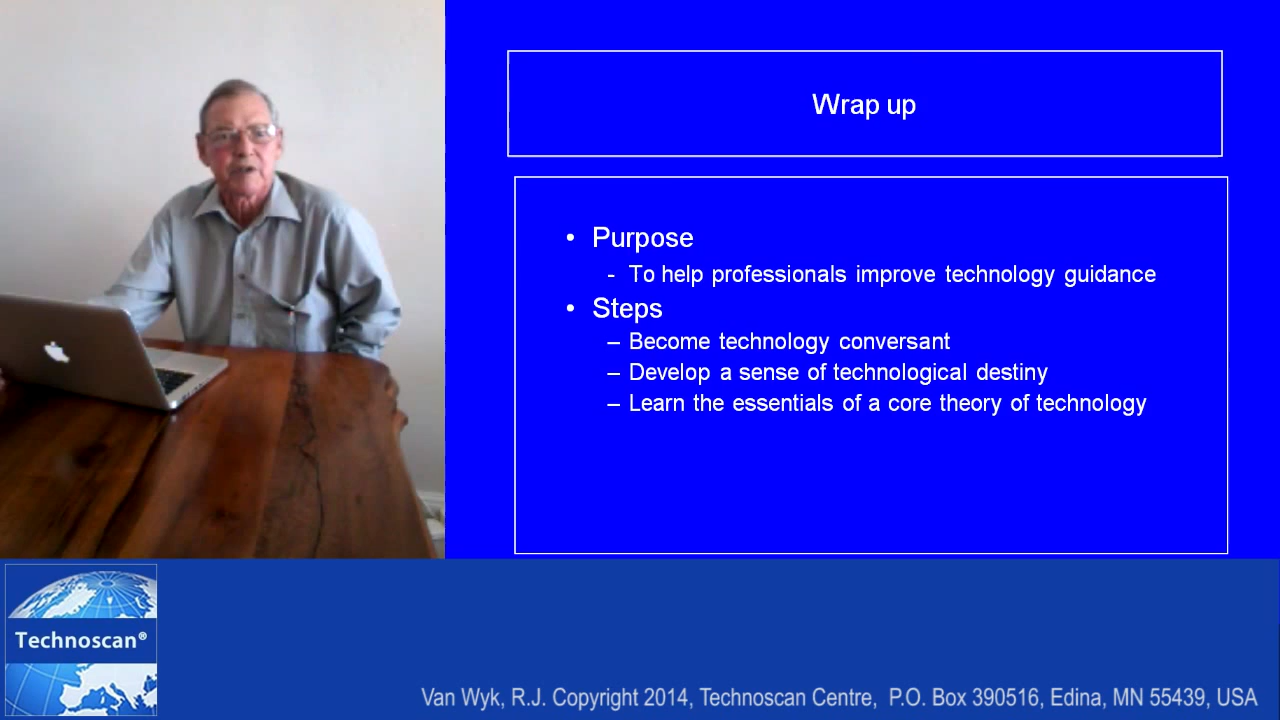 Wrap up
• Purpose
- To help professionals improve technology guidance
• Steps
– Become technology conversant
– Develop a sense of technological destiny
– Learn the essentials of a core theory of technology
Technoscan®
Van Wyk, R.J. Copyright 2014, Technoscan Centre, P.O. Box 390516, Edina, MN 55439, USA